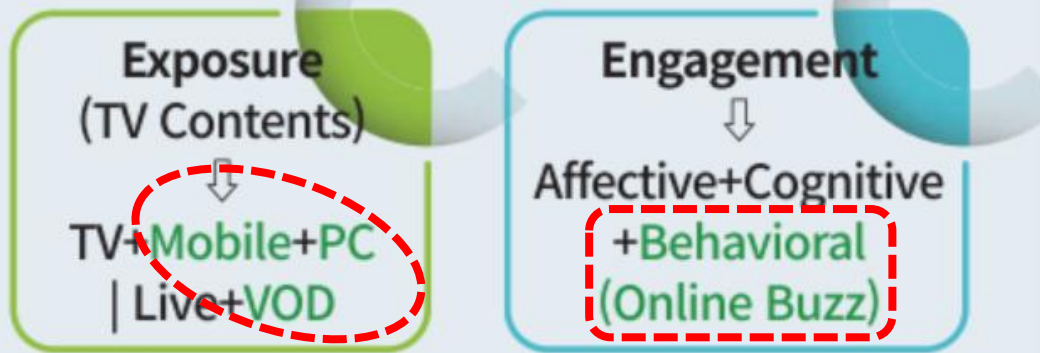 Exposure
(TV Contents)
⇩
TV+Mobile+PC
| Live+VOD
Engagement
⇩
Affective+Cognitive
+Behavioral
(Online Buzz)